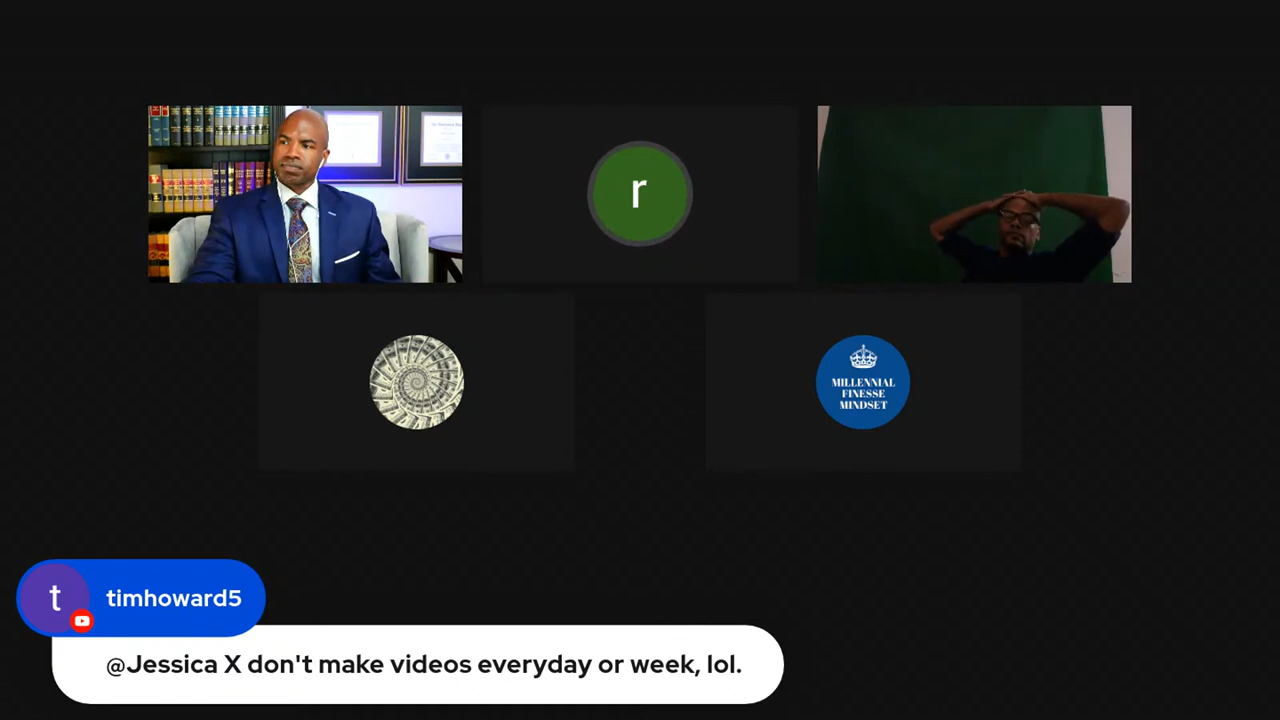 r
MILLENNIAL
FINESSE
MINDSET
t
timhoward5
@Jessica X don't make videos everyday or week, lol.